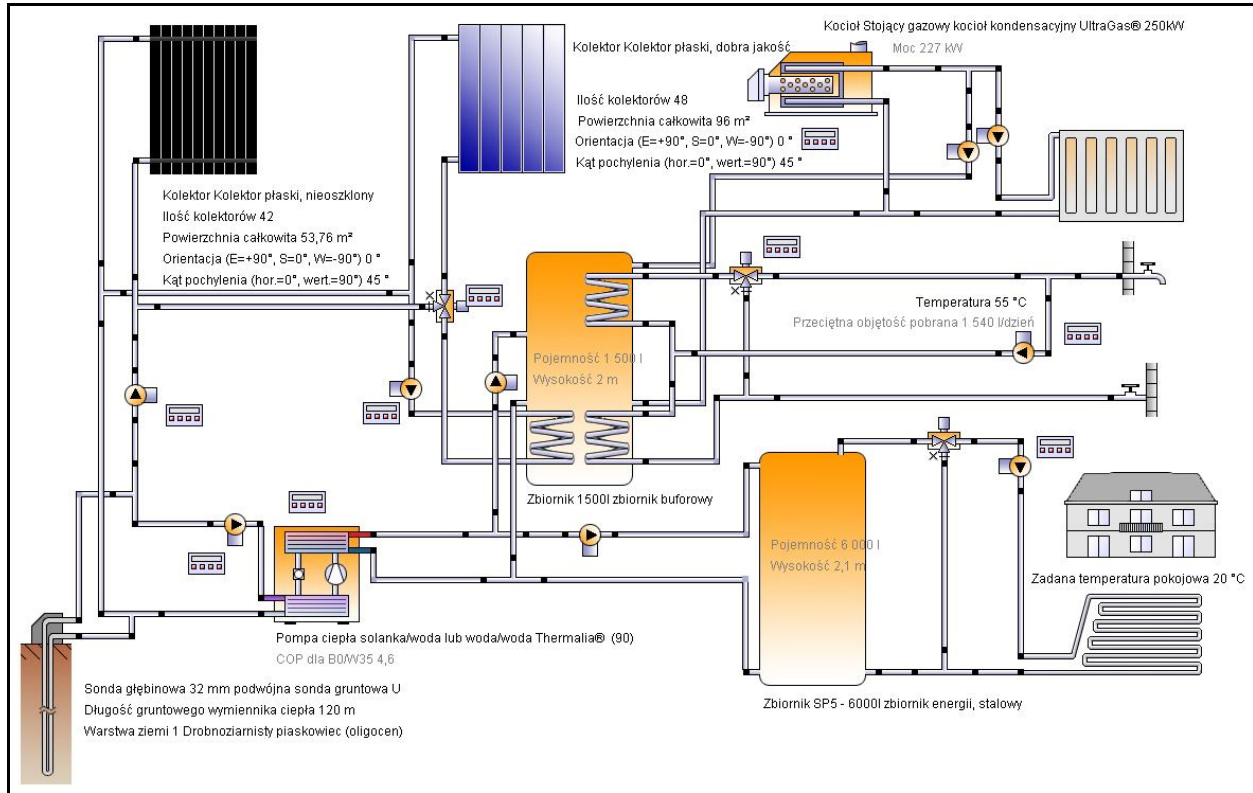 Kocioł Stojący gazowy kocioł kondensacyjny UltraGas® 250kW
Moc 227 kW
Kolektor Kolektor płaski, dobra jakość
Ilość kolektorów 48
Powierzchnia całkowita 96 m²
Orientacja (E=+90°, S=0°, W=-90°) 0 °
Kąt pochylenia (hor.=0°, wert.=90°) 45 °
Kolektor Kolektor płaski, nieoszklony
Ilość kolektorów 42
Powierzchnia całkowita 53,76 m²
Orientacja (E=+90°, S=0°, W=-90°) 0 °
Kąt pochylenia (hor.=0°, wert.=90°) 45 °
Temperatura 55 °C
Przeciętna objętość pobrana 1 540 l/dzień
Pojemność 1 500 l
Wysokość 2 m
Zbiornik 1500l zbiornik buforowy
Pojemność 6 000 l
Wysokość 2,1 m
Zadana temperatura pokojowa 20 °C
Pompa ciepła solanka/woda lub woda/woda Thermalia® (90)
COP dla B0/W35 4,6
Sonda głębinowa 32 mm podwójna sonda gruntowa U
Długość gruntowego wymiennika ciepła 120 m
Warstwa ziemi 1 Drobnoziarnisty piaskowiec (oligocen)
Zbiornik SP5 - 6000l zbiornik energii, stalowy